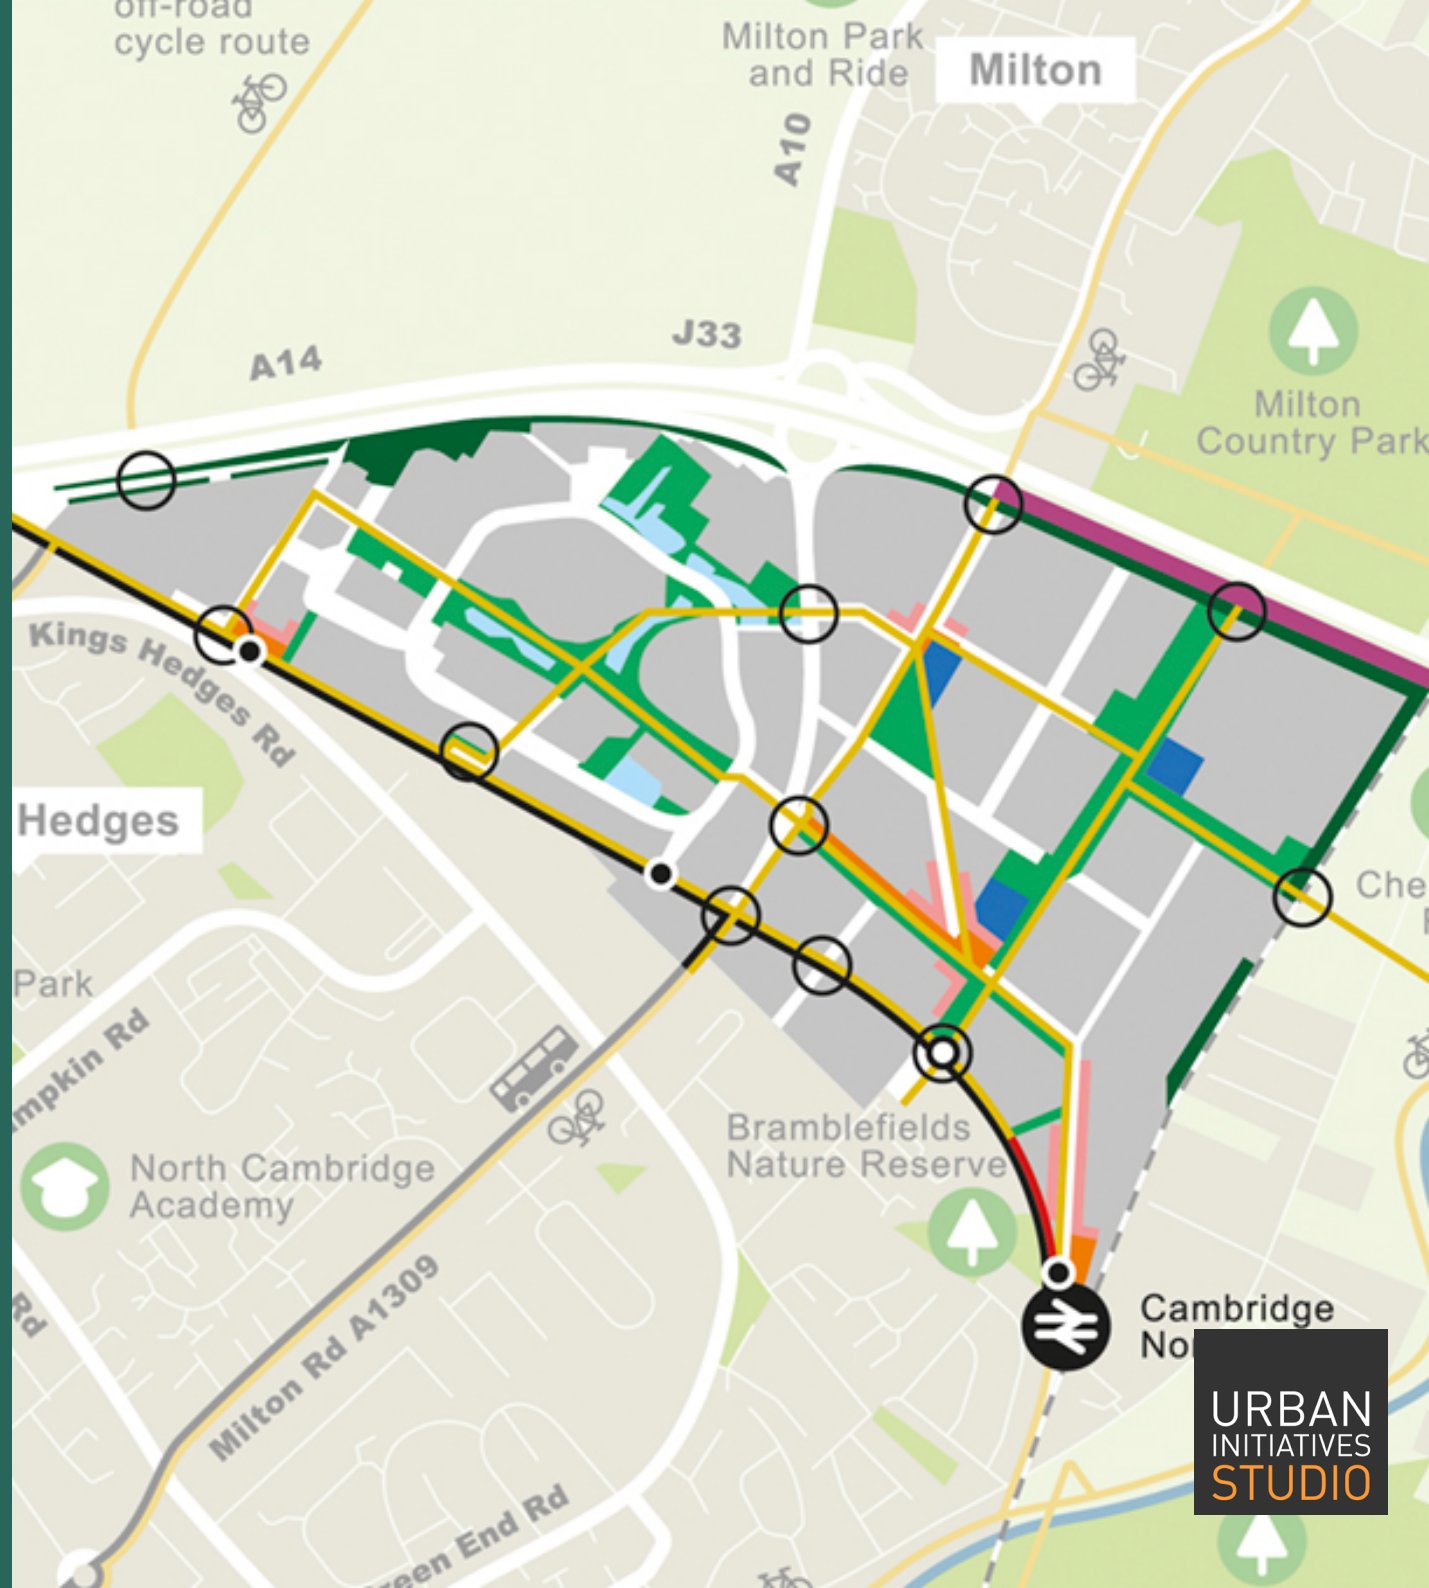 off-road
cycle route
Milton Park
and Ride
Milton
A10
J33
A14
Milton
Country Park
Kings Hedges Rd
Hedges
Park
North Cambridge
Academy
Bramblefields
Nature Reserve
Milton Rd A1309
Rd
Cambridge
URBAN
INITIATIVES
STUDIO